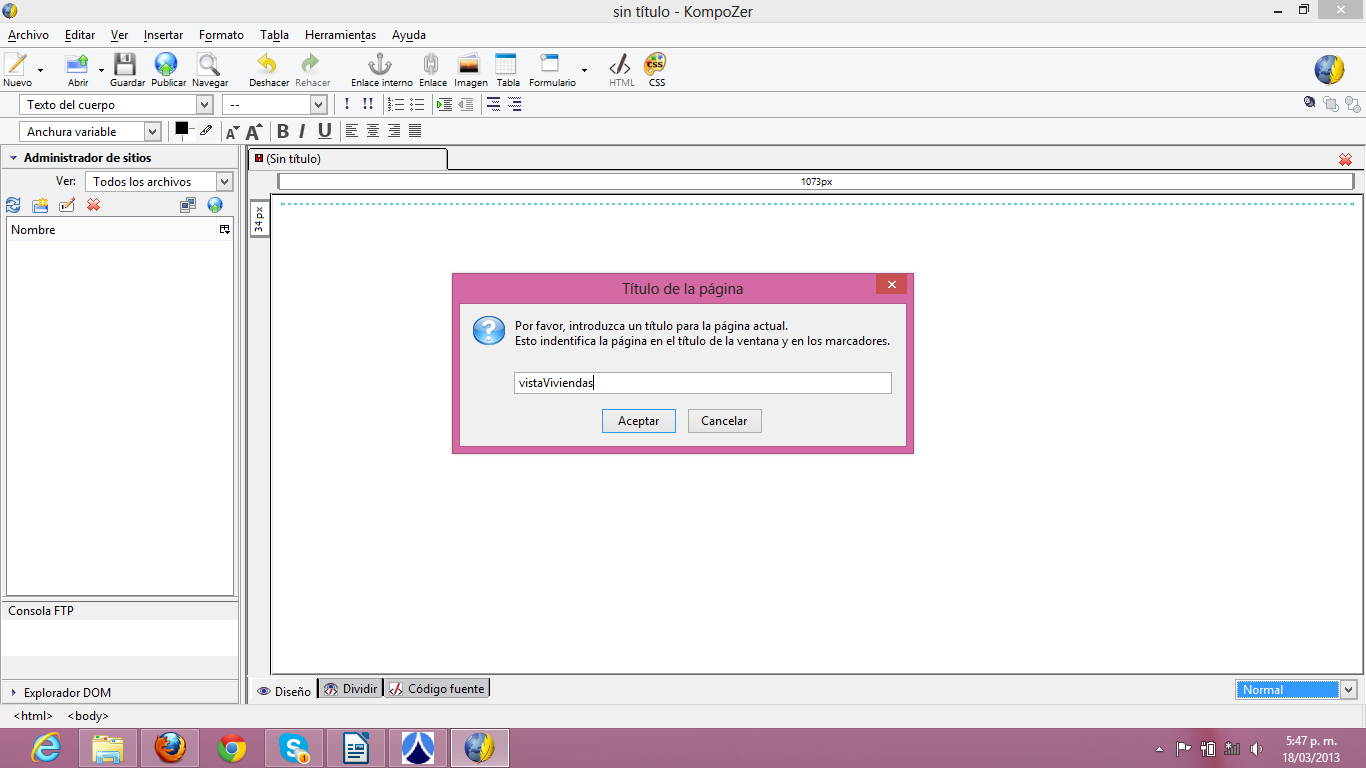 sin título - KompoZer
Archivo Editar Ver Insertar Formato Tabla Herramientas Ayuda
Nuevo Abrir Guardar Publicar Navegar Deshacer Rehacer Enlace interno Enlace Imagen Tabla Formulario HTML CSS
Texto del cuerpo -- ! !!
Anchura variable A A B I U
Administrador de sitios
Ver: Todos los archivos
Nombre
(Sin título)
1073px
34 px
Título de la página
Por favor, introduzca un título para la página actual.
Esto indentifica la página en el título de la ventana y en los marcadores.
vistaViviendas
Aceptar Cancelar
Consola FTP
Explorador DOM
Diseño Dividir Código fuente Normal
<html> <body>
5:47 p. m.
18/03/2013